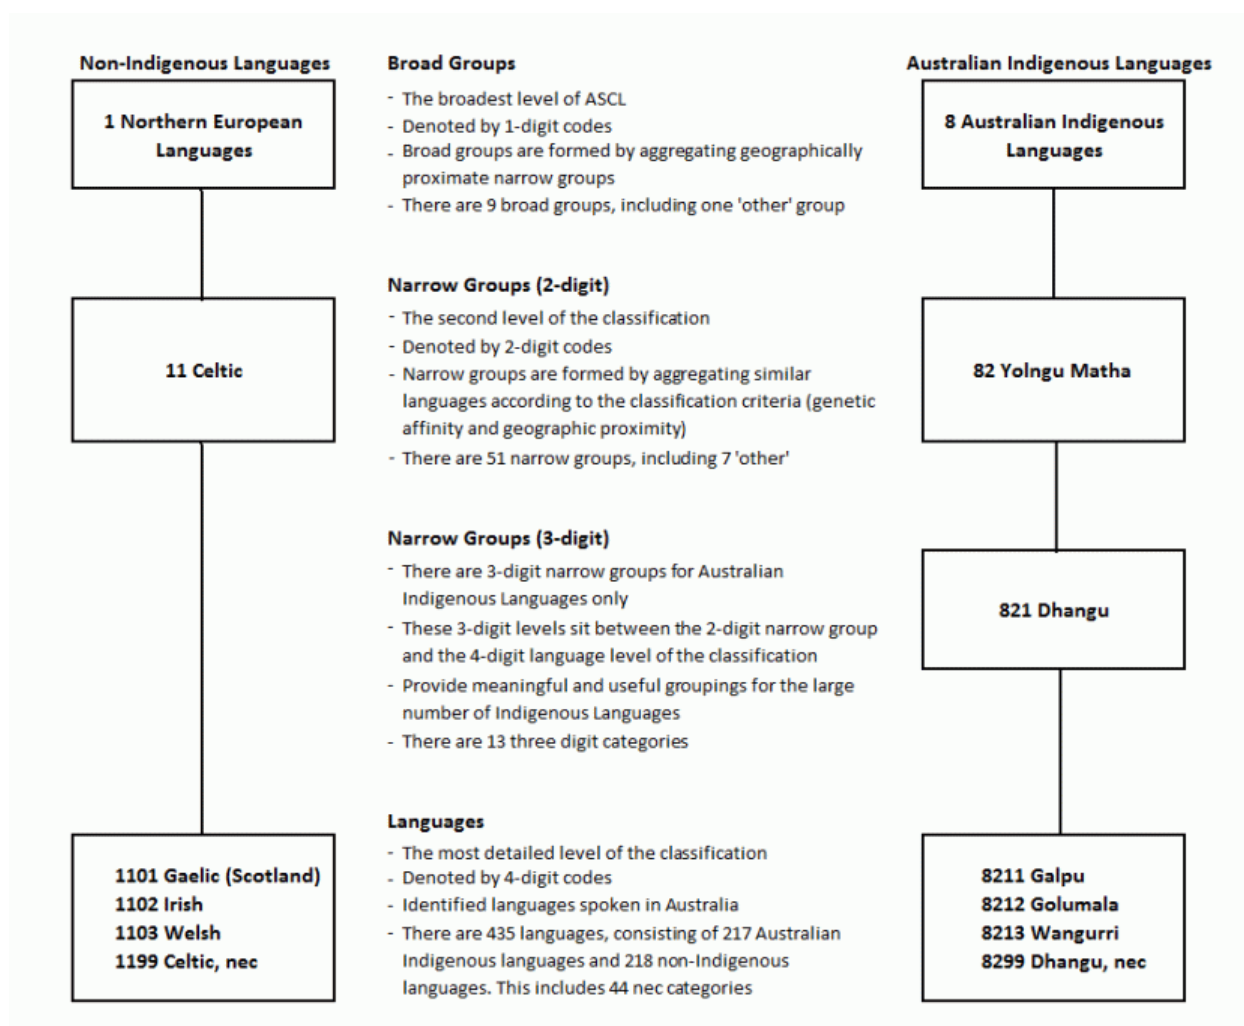 Non-Indigenous Languages
1 Northern European
Languages
11 Celtic
1101 Gaelic (Scotland)
1102 Irish
1103 Welsh
1199 Celtic, nec
Broad Groups
- The broadest level of ASCL
- Denoted by 1-digit codes
- Broad groups are formed by aggregating geographically
proximate narrow groups
- There are 9 broad groups, including one 'other' group
Narrow Groups (2-digit)
- The second level of the classification
- Denoted by 2-digit codes
- Narrow groups are formed by aggregating similar
languages according to the classification criteria (genetic
affinity and geographic proximity)
- There are 51 narrow groups, including 7 'other'
Narrow Groups (3-digit)
- There are 3-digit narrow groups for Australian
Indigenous Languages only
- These 3-digit levels sit between the 2-digit narrow group
and the 4-digit language level of the classification
- Provide meaningful and useful groupings for the large
number of Indigenous Languages
- There are 13 three digit categories
Languages
- The most detailed level of the classification
- Denoted by 4-digit codes
- Identified languages spoken in Australia
- There are 435 languages, consisting of 217 Australian
Indigenous languages and 218 non-Indigenous
languages. This includes 44 nec categories
Australian Indigenous Languages
8 Australian Indigenous
Languages
82 Yolngu Matha
821 Dhangu
8211 Galpu
8212 Golumala
8213 Wangurri
8299 Dhangu, nec